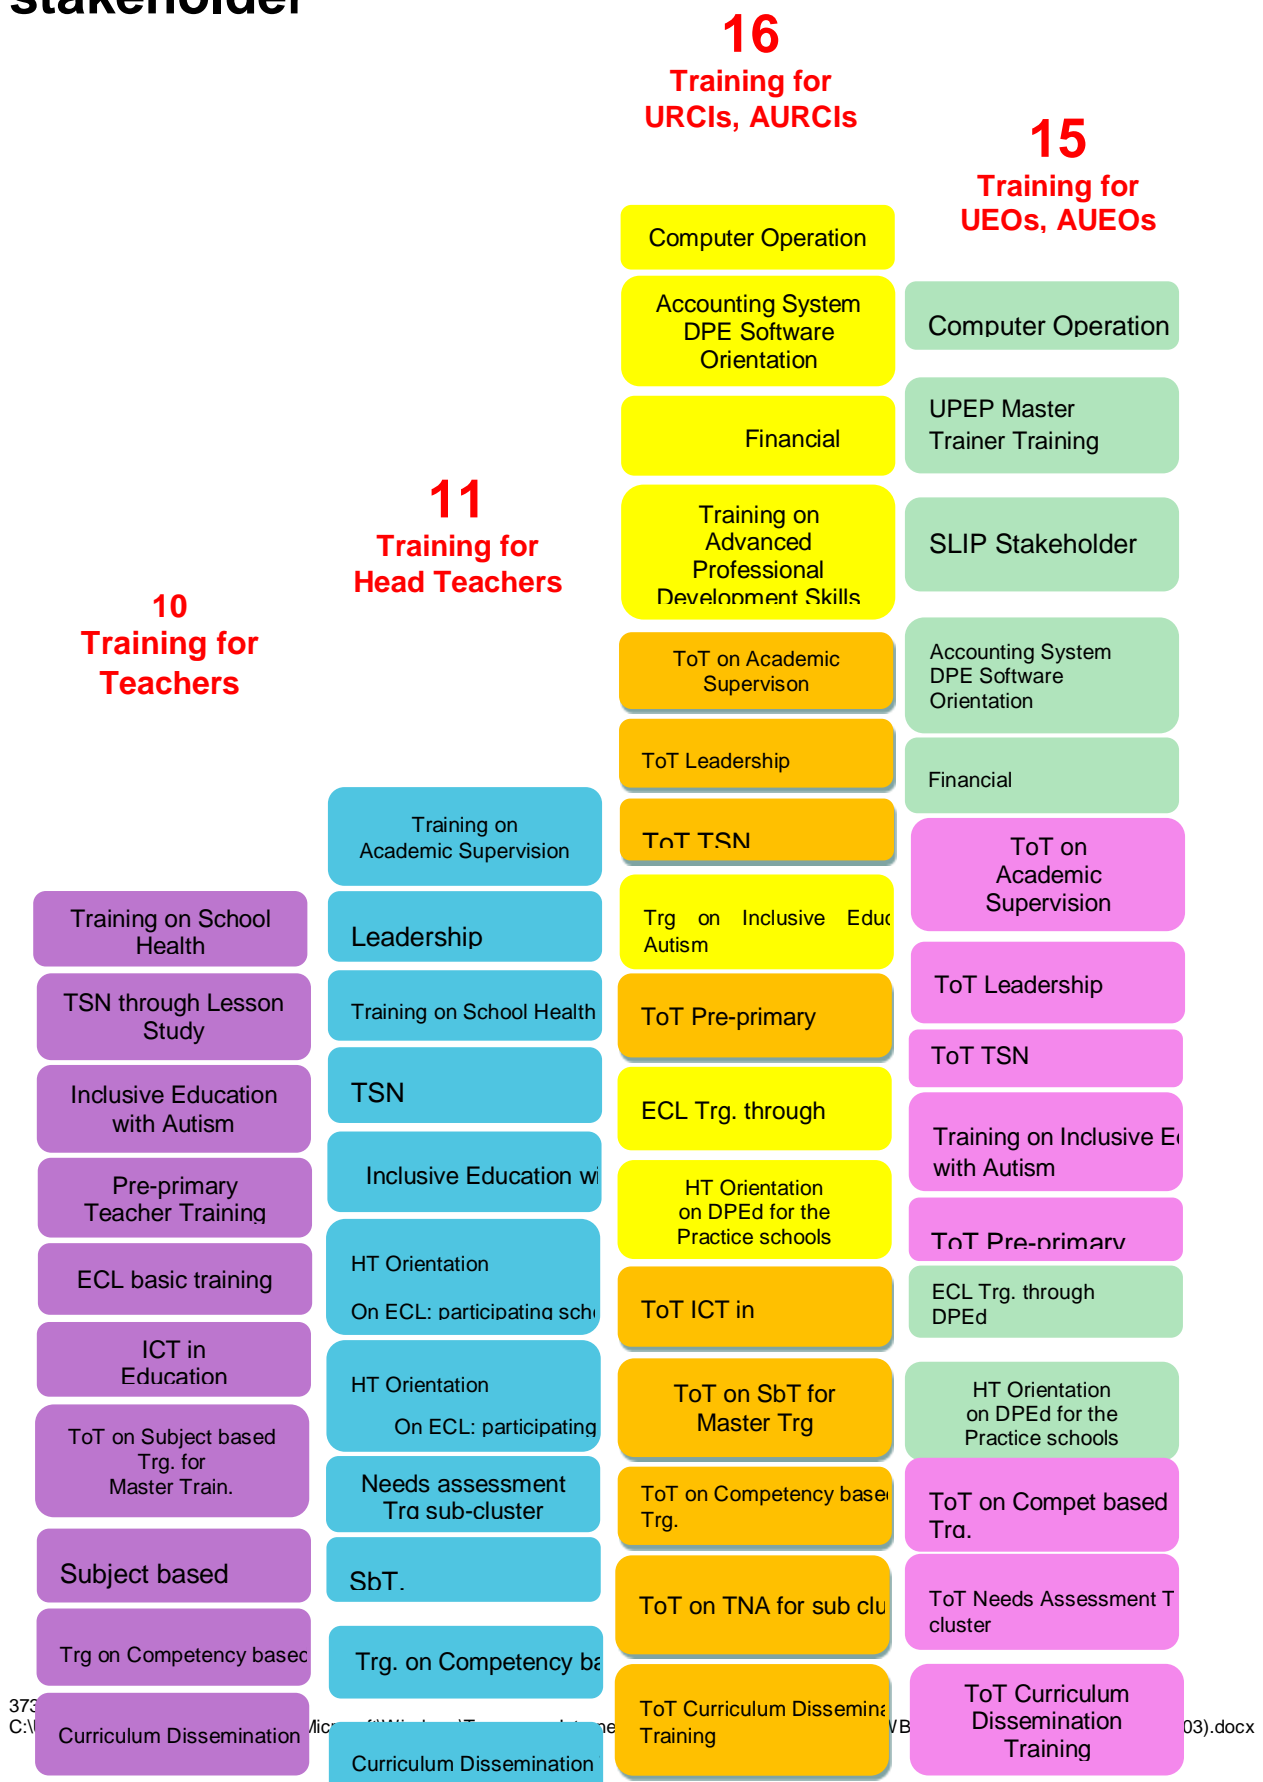 stakeholder
16
Training for
URCIs, AURCIs
15
Training for
UEOs, AUEOs
11
Training for
Head Teachers
10
Training for
Teachers
Training on School
Health
TSN through Lesson
Study
Inclusive Education
with Autism
Pre-primary
Teacher Training
ECL basic training
ICT in
Education
ToT on Subject based
Trg. for
Master Train.
Subject based
Trg on Competency based
Curriculum Dissemination
Training on
Academic Supervision
Leadership
Training on School Health
TSN
Inclusive Education wi
HT Orientation
On ECL: participating scho
HT Orientation
On ECL: participating
Needs assessment
Trg sub-cluster
SbT.
Trg. on Competency ba
Curriculum Dissemination
Computer Operation
Accounting System
DPE Software
Orientation
Financial
Training on
Advanced
Professional
Development Skills
ToT on Academic
Supervison
ToT Leadership
ToT TSN
Trg on Inclusive Educ
Autism
ToT Pre-primary
ECL Trg. through
HT Orientation
on DPEd for the
Practice schools
ToT ICT in
ToT on SbT for
Master Trg
ToT on Competency based
Trg.
ToT on TNA for sub clu
ToT Curriculum Dissemina
Training
Computer Operation
UPEP Master
Trainer Training
SLIP Stakeholder
Accounting System
DPE Software
Orientation
Financial
ToT on
Academic
Supervision
ToT Leadership
ToT TSN
Training on Inclusive E
with Autism
ToT Pre-primary
ECL Trg. through
DPEd
HT Orientation
on DPEd for the
Practice schools
ToT on Compet based
Trg.
ToT Needs Assessment T
cluster
ToT Curriculum
Dissemination
Training
373
C:\ 03).docx